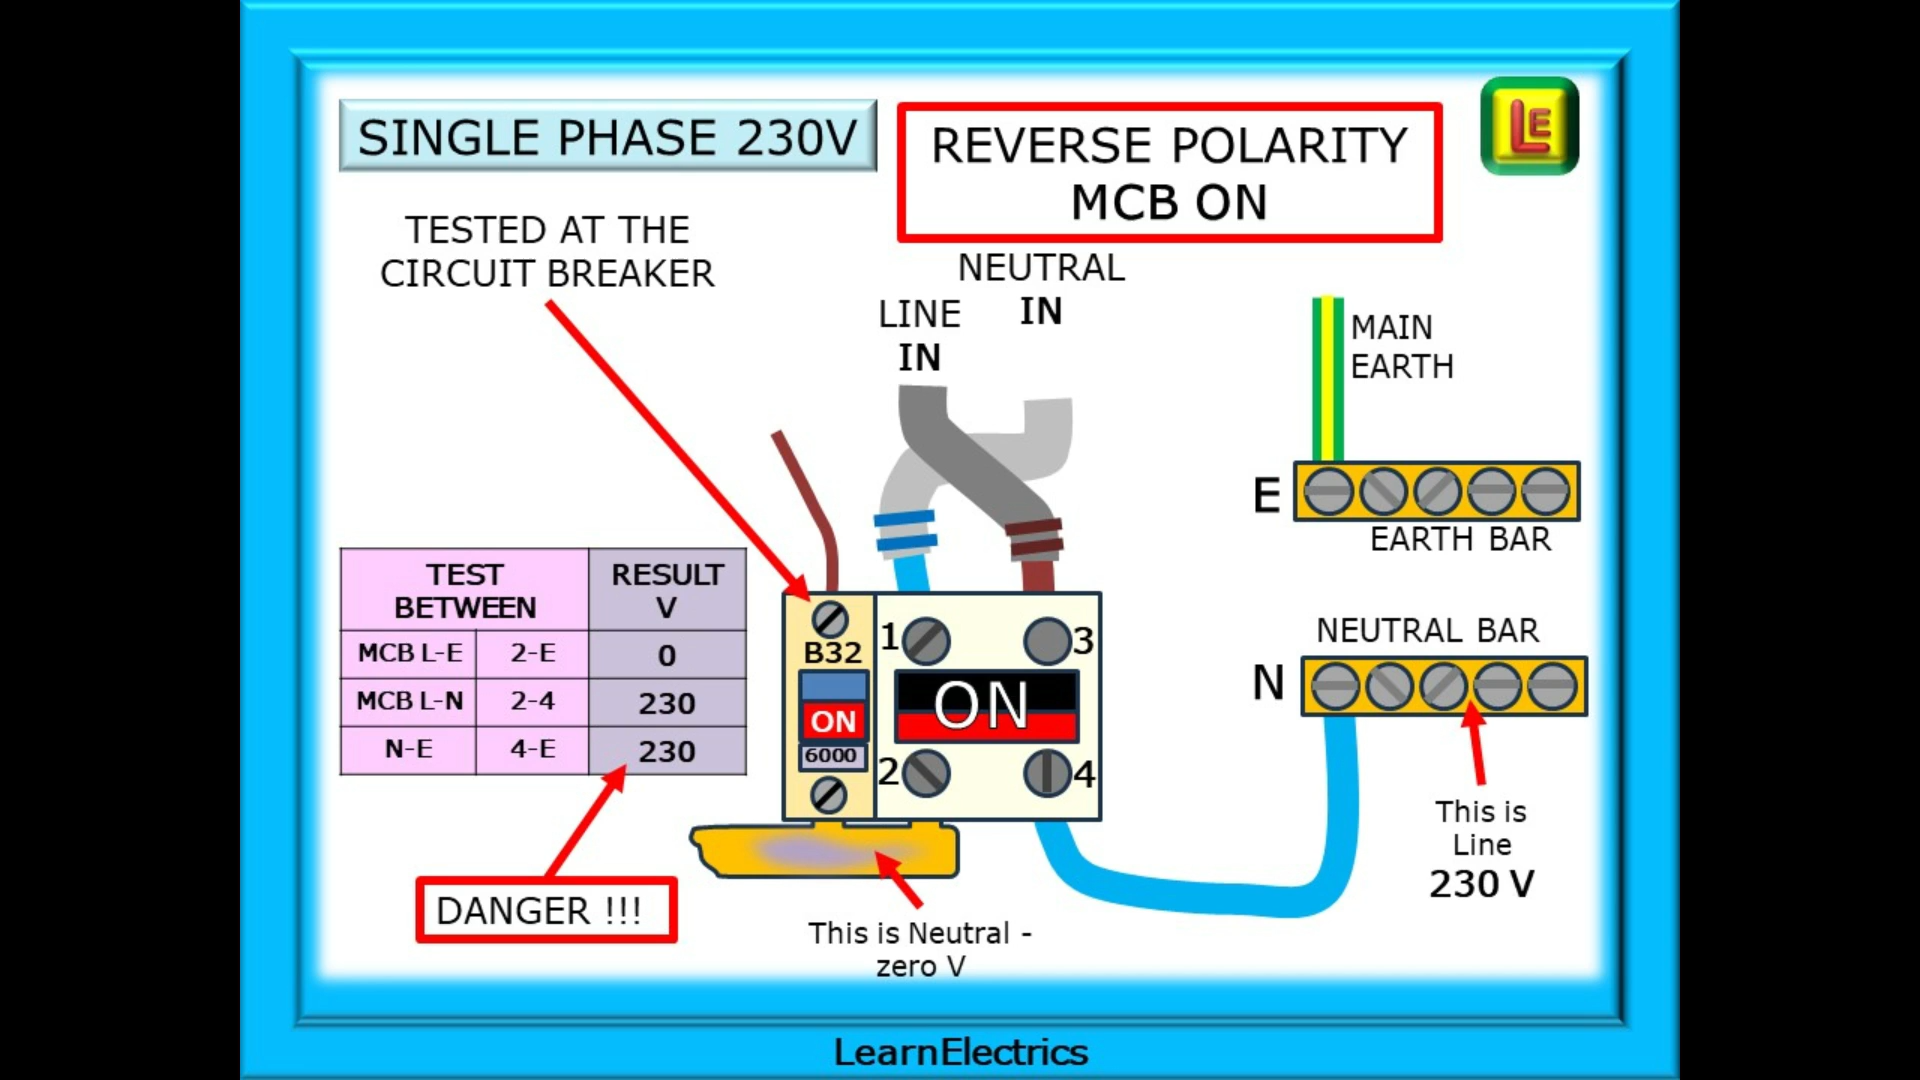 SINGLE PHASE 230V
REVERSE POLARITY
MCB ON
LE
TESTED AT THE
CIRCUIT BREAKER
NEUTRAL
IN
LINE
IN
MAIN
EARTH
E
EARTH BAR
TEST
BETWEEN
RESULT
V
MCB L-E 2-E 0
MCB L-N 2-4 230
N-E 4-E 230
B32
ON
6000
1
3
ON
2
4
NEUTRAL BAR
N
This is
Line
230 V
DANGER !!!
This is Neutral -
zero V
LearnElectrics